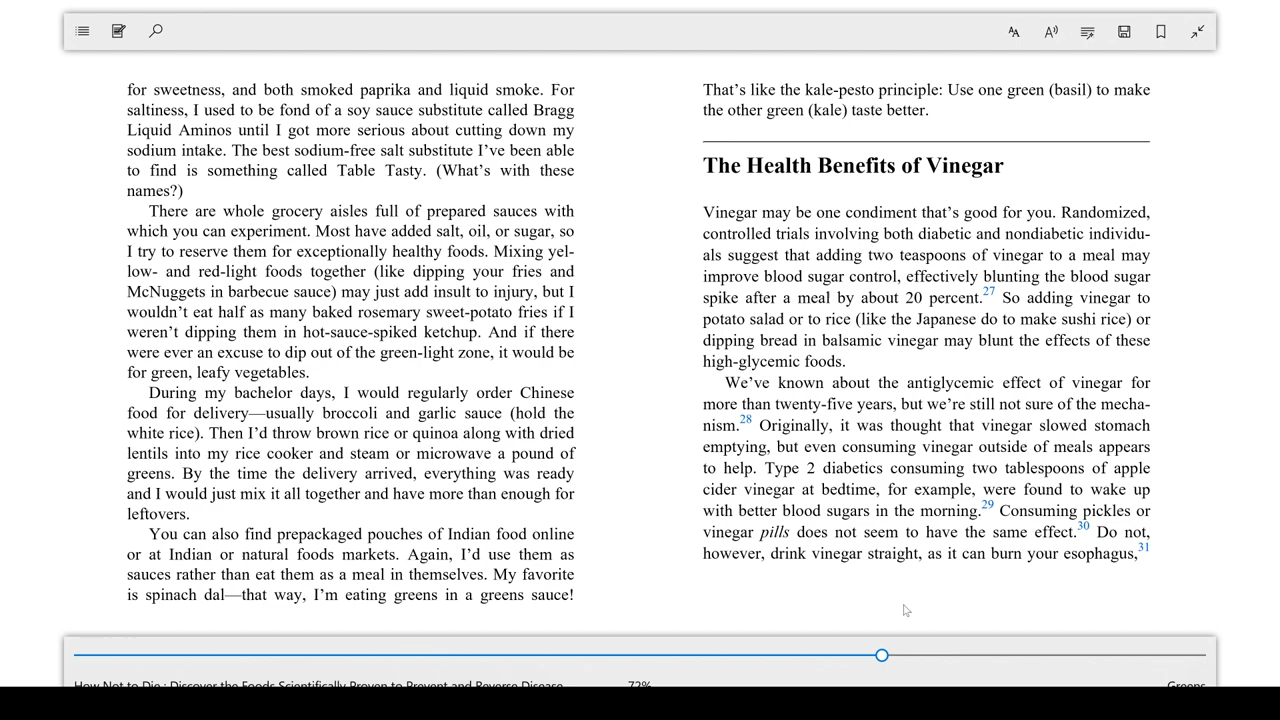 for sweetness, and both smoked paprika and liquid smoke. For
saltiness, I used to be fond of a soy sauce substitute called Bragg
Liquid Aminos until I got more serious about cutting down my
sodium intake. The best sodium-free salt substitute I’ve been able
to find is something called Table Tasty. (What’s with these
names?)
There are whole grocery aisles full of prepared sauces with
which you can experiment. Most have added salt, oil, or sugar, so
I try to reserve them for exceptionally healthy foods. Mixing yel-
low- and red-light foods together (like dipping your fries and
McNuggets in barbecue sauce) may just add insult to injury, but I
wouldn’t eat half as many baked rosemary sweet-potato fries if I
weren’t dipping them in hot-sauce-spiked ketchup. And if there
were ever an excuse to dip out of the green-light zone, it would be
for green, leafy vegetables.
During my bachelor days, I would regularly order Chinese
food for delivery—usually broccoli and garlic sauce (hold the
white rice). Then I’d throw brown rice or quinoa along with dried
lentils into my rice cooker and steam or microwave a pound of
greens. By the time the delivery arrived, everything was ready
and I would just mix it all together and have more than enough for
leftovers.
You can also find prepackaged pouches of Indian food online
or at Indian or natural foods markets. Again, I’d use them as
sauces rather than eat them as a meal in themselves. My favorite
is spinach dal—that way, I’m eating greens in a greens sauce!
That’s like the kale-pesto principle: Use one green (basil) to make
the other green (kale) taste better.
The Health Benefits of Vinegar
Vinegar may be one condiment that’s good for you. Randomized,
controlled trials involving both diabetic and nondiabetic individu-
als suggest that adding two teaspoons of vinegar to a meal may
improve blood sugar control, effectively blunting the blood sugar
spike after a meal by about 20 percent.27 So adding vinegar to
potato salad or to rice (like the Japanese do to make sushi rice) or
dipping bread in balsamic vinegar may blunt the effects of these
high-glycemic foods.
We’ve known about the antiglycemic effect of vinegar for
more than twenty-five years, but we’re still not sure of the mecha-
nism.28 Originally, it was thought that vinegar slowed stomach
emptying, but even consuming vinegar outside of meals appears
to help. Type 2 diabetics consuming two tablespoons of apple
cider vinegar at bedtime, for example, were found to wake up
with better blood sugars in the morning.29 Consuming pickles or
vinegar pills does not seem to have the same effect.30 Do not,
however, drink vinegar straight, as it can burn your esophagus,31
How Not to Die : Discover the Foods Scientifically Proven to Prevent and Reverse Disease
72%
Greens